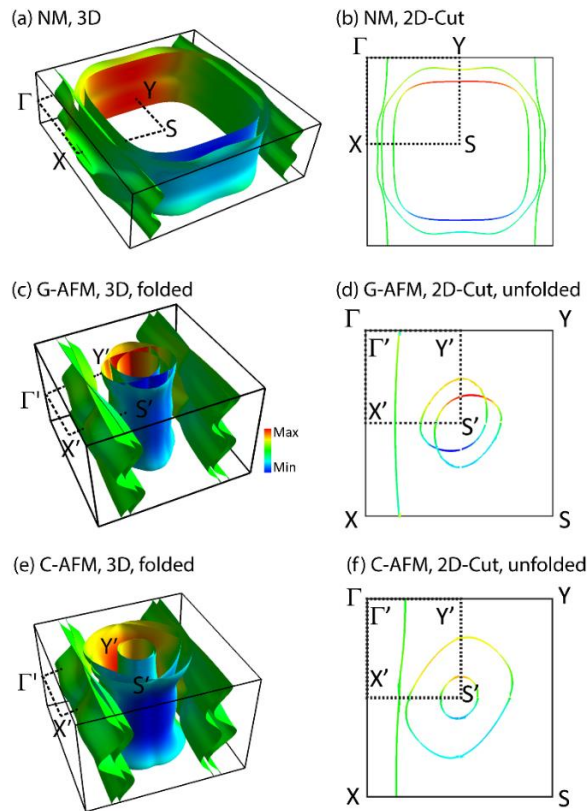 (a) NM, 3D
(b) NM, 2D-Cut
Γ
Y
Γ
Y
S
X
X
S
(c) G-AFM, 3D, folded
(d) G-AFM, 2D-Cut, unfolded
Γ
Y
Y'
Γ'
Y'
Γ'
S'
X'
X'
S'
Max
Min
X
S
(e) C-AFM, 3D, folded
(f) C-AFM, 2D-Cut, unfolded
Γ
Y
Y'
Γ'
Y'
Γ'
S'
X'
X'
S'
X
S